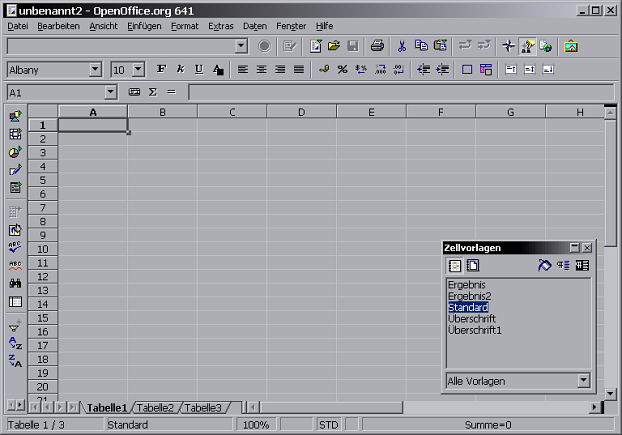 unbenannt2 - OpenOffice.org 641
Datei Bearbeiten Ansicht Einfügen Format Extras Daten Fenster Hilfe
Albany 10 F K U A
A1 Σ =
A B C D E F G H
1
2
3
4
5
6
7
8
9
10
11
12
13
14
15
16
17
18
19
20
21
Zellvorlagen
Ergebnis
Ergebnis2
Standard
Überschrift
Überschrift1
Alle Vorlagen
Tabelle1 Tabelle2 Tabelle3
Tabelle 1 / 3 Standard 100% STD Summe=0